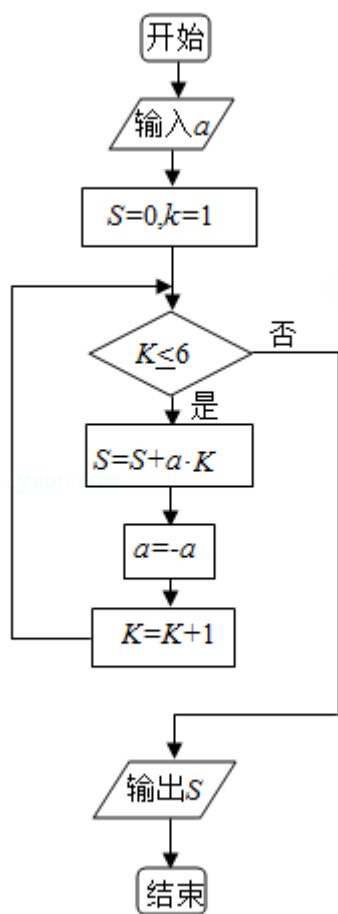 开始
输入a
S=0,k=1
K≤6
否
是
S=S+a·K
a=-a
K=K+1
输出S
结束